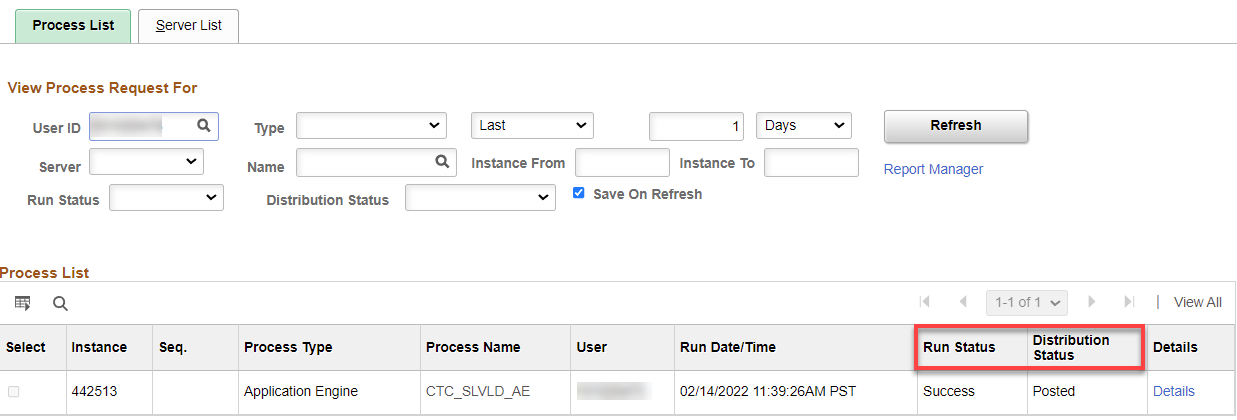 Process List Server List
View Process Request For
User ID Type Last 1 Days Refresh
Server Name Instance From Instance To Report Manager
Run Status Distribution Status Save On Refresh
Process List
1-1 of 1 | View All
Select Instance Seq. Process Type Process Name User Run Date/Time Run Status Distribution Status Details
442513 Application Engine CTC_SLVLD_AE 02/14/2022 11:39:26AM PST Success Posted Details